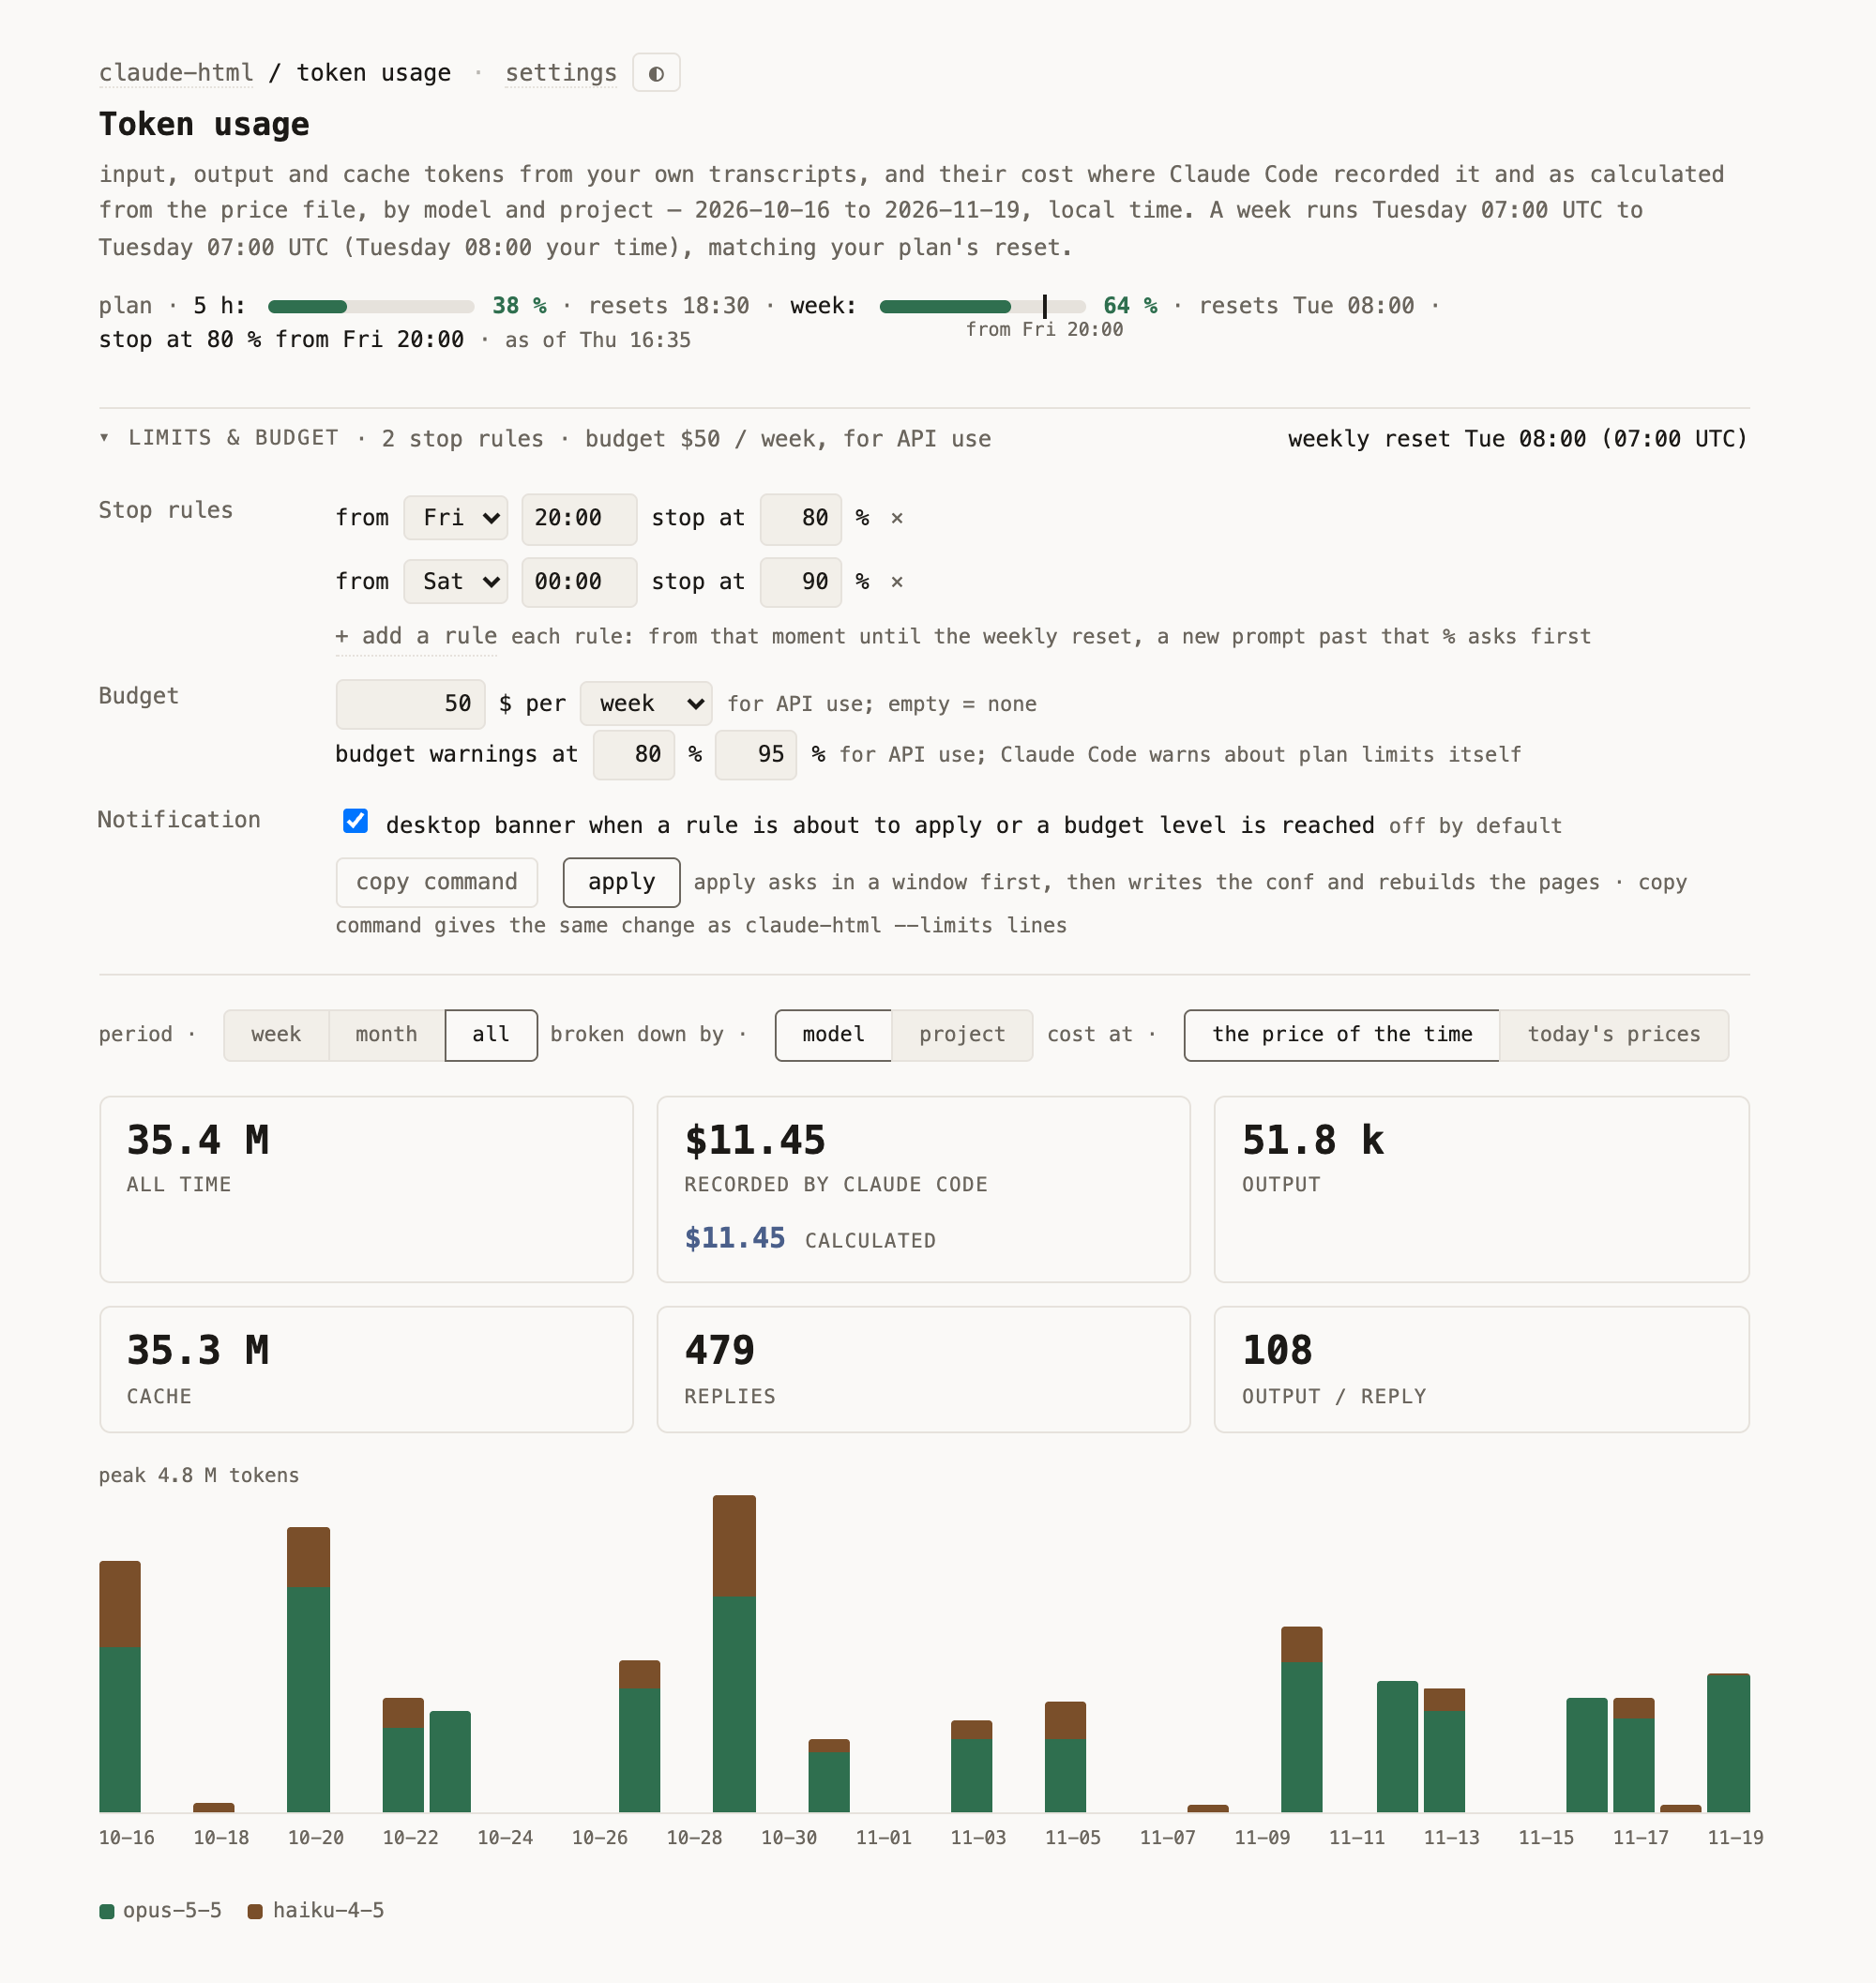 claude-html / token usage · settings ◐
Token usage
input, output and cache tokens from your own transcripts, and their cost where Claude Code recorded it and as calculated
from the price file, by model and project — 2026-10-16 to 2026-11-19, local time. A week runs Tuesday 07:00 UTC to
Tuesday 07:00 UTC (Tuesday 08:00 your time), matching your plan's reset.
plan · 5 h: 38 % · resets 18:30 · week: 64 % · resets Tue 08:00 ·
from Fri 20:00
stop at 80 % from Fri 20:00 · as of Thu 16:35
▾ LIMITS & BUDGET · 2 stop rules · budget $50 / week, for API use weekly reset Tue 08:00 (07:00 UTC)
Stop rules from Fri 20:00 stop at 80 % ×
from Sat 00:00 stop at 90 % ×
+ add a rule each rule: from that moment until the weekly reset, a new prompt past that % asks first
Budget 50 $ per week for API use; empty = none
budget warnings at 80 % 95 % for API use; Claude Code warns about plan limits itself
Notification desktop banner when a rule is about to apply or a budget level is reached off by default
copy command apply apply asks in a window first, then writes the conf and rebuilds the pages · copy
command gives the same change as claude-html --limits lines
period · week month all broken down by · model project cost at · the price of the time today's prices
35.4 M
ALL TIME
$11.45
RECORDED BY CLAUDE CODE
$11.45 CALCULATED
51.8 k
OUTPUT
35.3 M
CACHE
479
REPLIES
108
OUTPUT / REPLY
peak 4.8 M tokens
10-16 10-18 10-20 10-22 10-24 10-26 10-28 10-30 11-01 11-03 11-05 11-07 11-09 11-11 11-13 11-15 11-17 11-19
opus-5-5 haiku-4-5